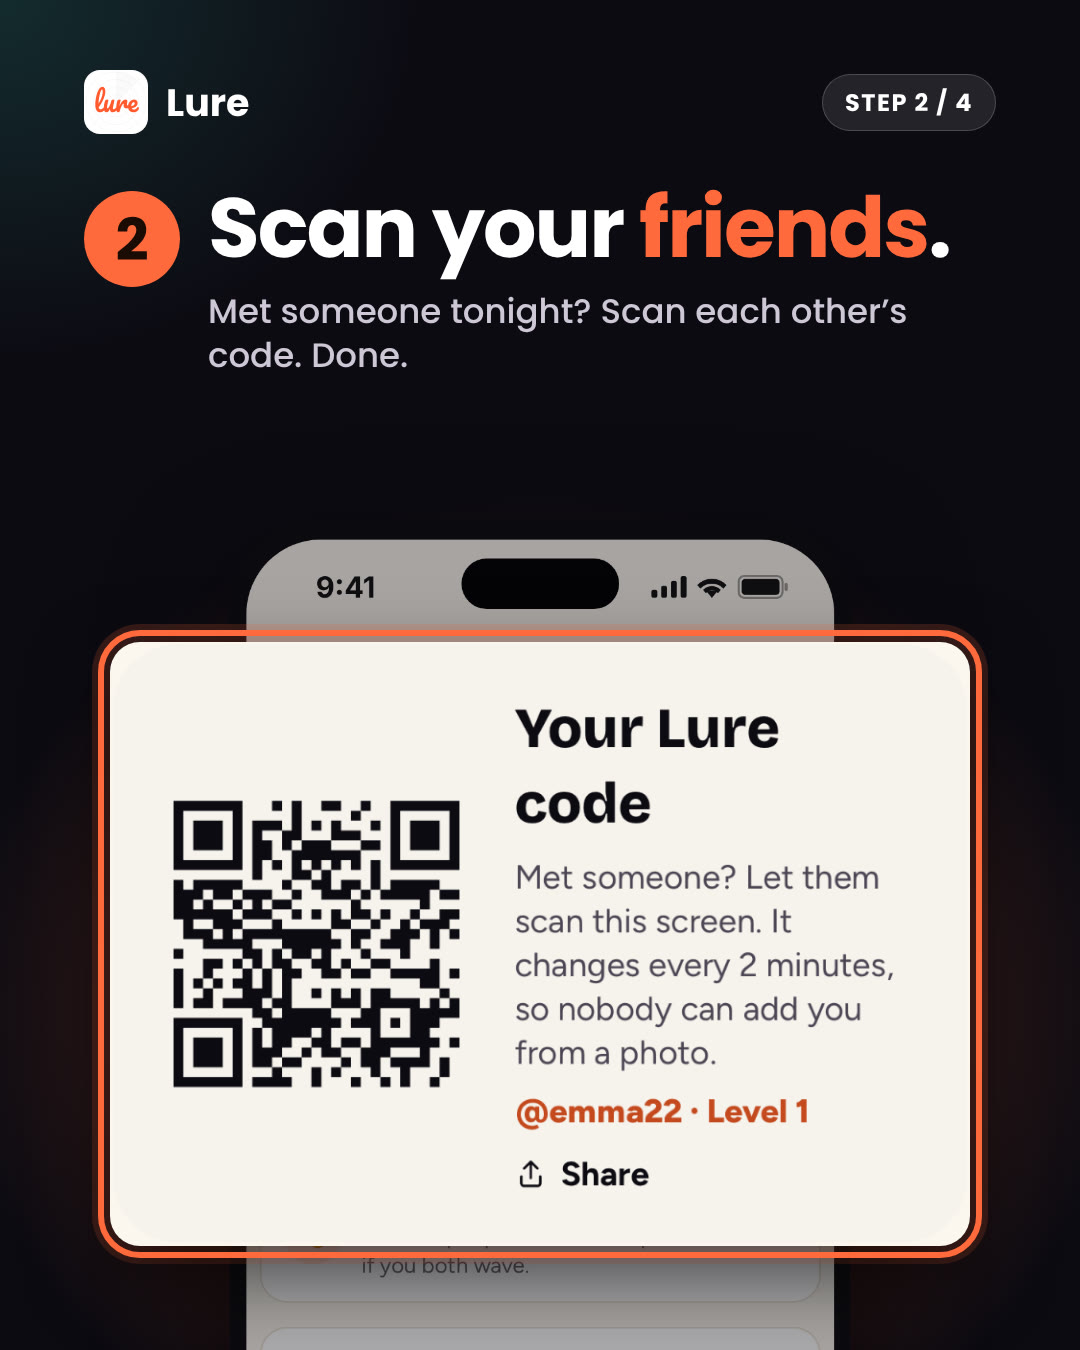 lure
Lure
STEP 2 / 4
2
Scan your friends.
Met someone tonight? Scan each other’s
code. Done.
9:41
Your Lure
code
Met someone? Let them
scan this screen. It
changes every 2 minutes,
so nobody can add you
from a photo.
@emma22 · Level 1
Share
if you both wave.